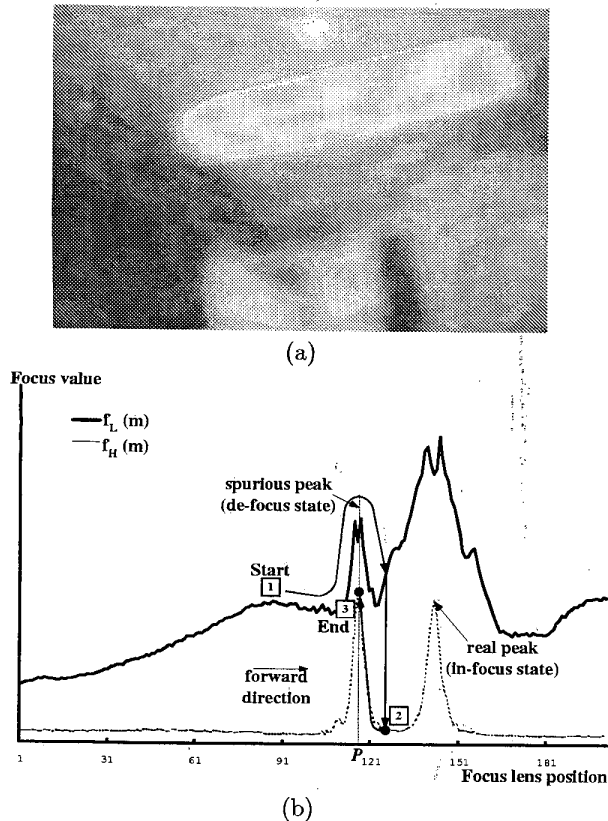 (a)
Focus value
f_L (m)
f_H (m)
spurious peak
(de-focus state)
Start
1
3
End
real peak
(in-focus state)
forward
direction
2
1
31
61
91
P
121
151
181
Focus lens position
(b)